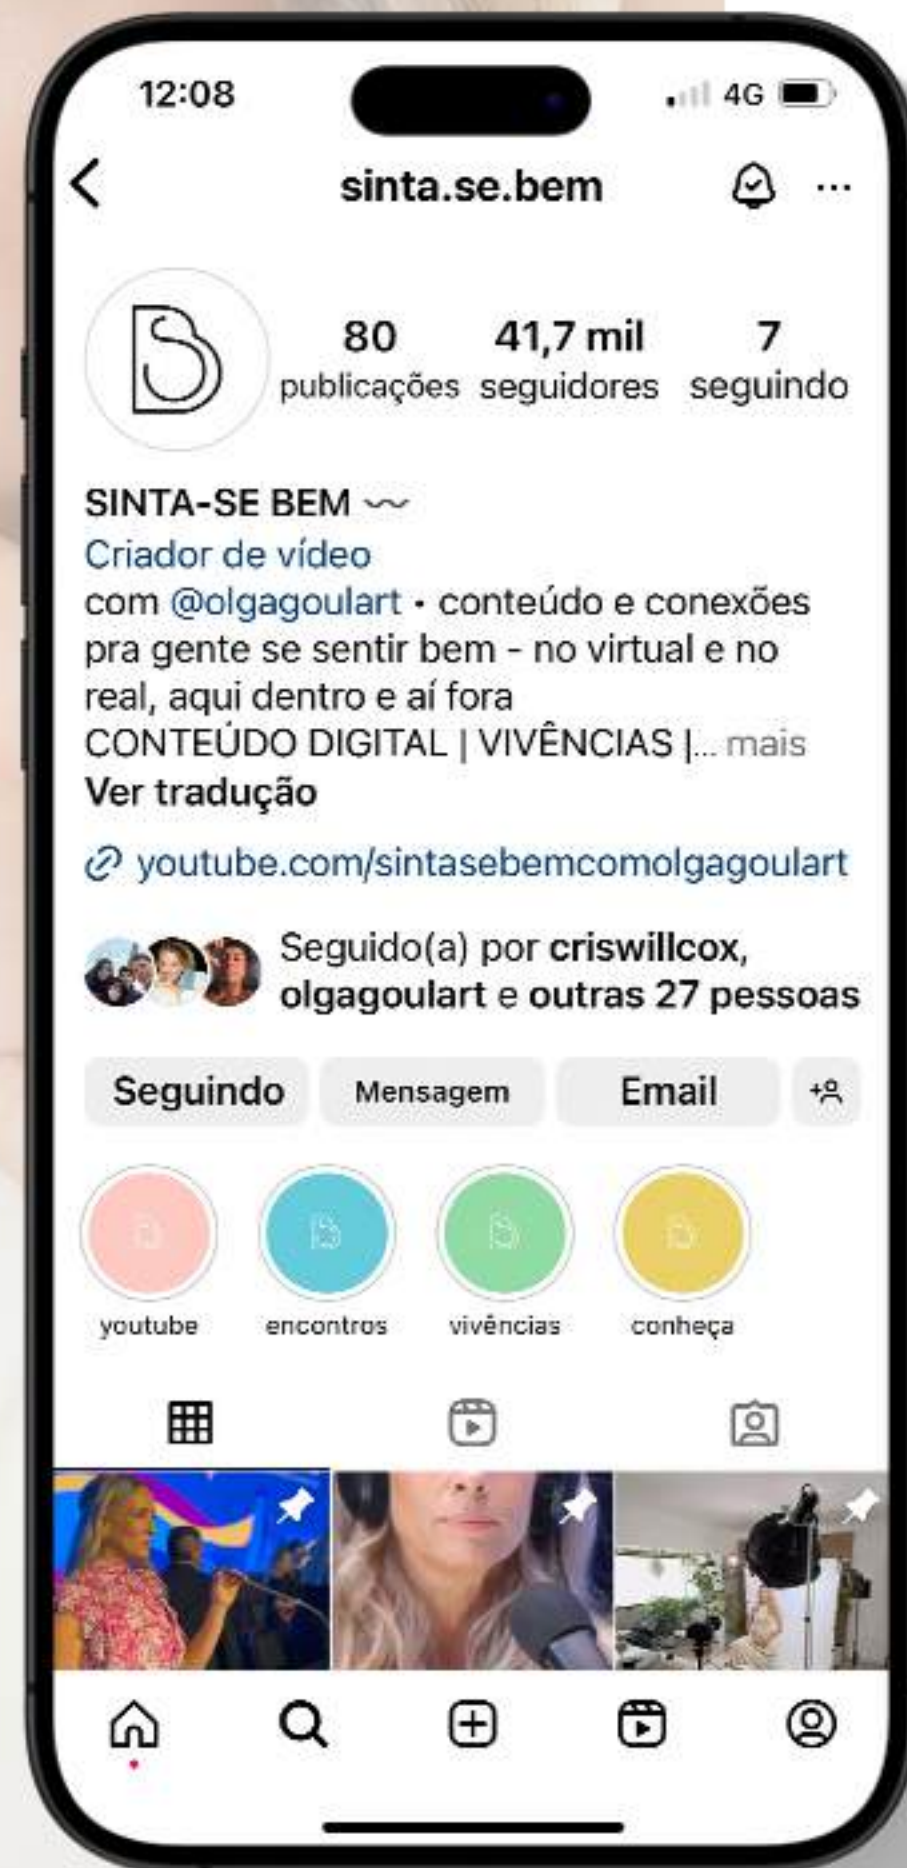 12:08
4G
sinta.se.bem
80
publicações
41,7 mil
seguidores
7
seguindo
SINTA-SE BEM
Criador de vídeo
com @olgagoulart • conteúdo e conexões
pra gente se sentir bem - no virtual e no
real, aqui dentro e aí fora
CONTEÚDO DIGITAL | VIVÊNCIAS |... mais
Ver tradução
youtube.com/sintasebemcomolgagoulart
Seguido(a) por criswillcox,
olgagoulart e outras 27 pessoas
Seguindo
Mensagem
Email
youtube
encontros
vivências
conheça